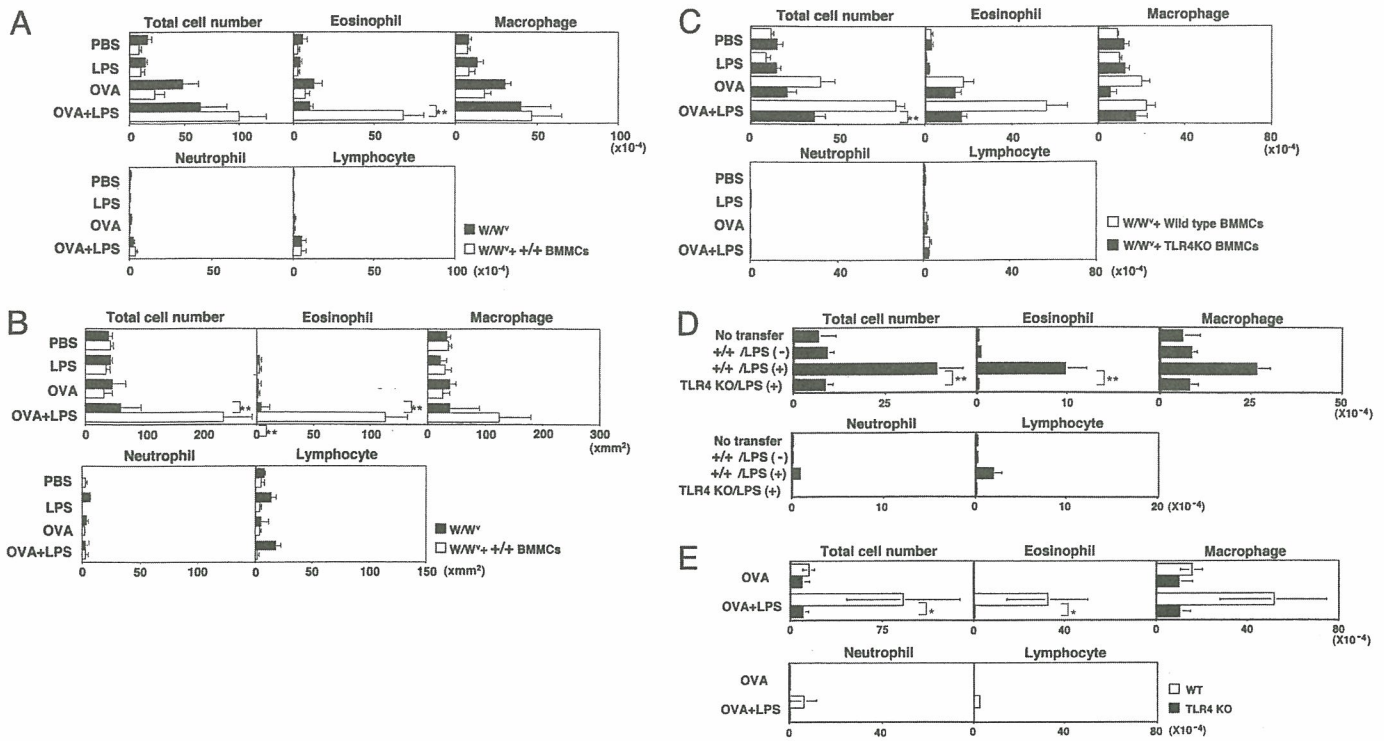 A
Total cell number Eosinophil Macrophage
PBS
LPS
OVA
OVA+LPS
**
0 50 100 0 50 0 50 100
(x10⁻⁴)
Neutrophil Lymphocyte
PBS
LPS
OVA
OVA+LPS
0 50 0 50 100 (x10⁻⁴)
W/Wᵛ
W/Wᵛ+ +/+ BMMCs
B
Total cell number Eosinophil Macrophage
PBS
LPS
OVA
OVA+LPS
** ** **
0 100 200 0 50 100 0 100 200 300
(xmm²)
Neutrophil Lymphocyte
PBS
LPS
OVA
OVA+LPS
0 100 0 50 100 150 (xmm²)
W/Wᵛ
W/Wᵛ+ +/+ BMMCs
C
Total cell number Eosinophil Macrophage
PBS
LPS
OVA
OVA+LPS
**
0 50 0 40 0 40 80
(x10⁻⁴)
Neutrophil Lymphocyte
PBS
LPS
OVA
OVA+LPS
0 40 0 40 80 (x10⁻⁴)
W/Wᵛ+ Wild type BMMCs
W/Wᵛ+ TLR4KO BMMCs
D
Total cell number Eosinophil Macrophage
No transfer
+/+ /LPS (-)
+/+ /LPS (+)
TLR4 KO/LPS (+)
** **
0 25 0 10 0 25 50
(X10⁻⁴)
Neutrophil Lymphocyte
No transfer
+/+ /LPS (-)
+/+ /LPS (+)
TLR4 KO/LPS (+)
0 10 0 10 20 (X10⁻⁴)
E
Total cell number Eosinophil Macrophage
OVA
OVA+LPS
* *
0 75 0 40 0 40 80
(X10⁻⁴)
Neutrophil Lymphocyte
OVA
OVA+LPS
0 40 0 40 80 (X10⁻⁴)
WT
TLR4 KO